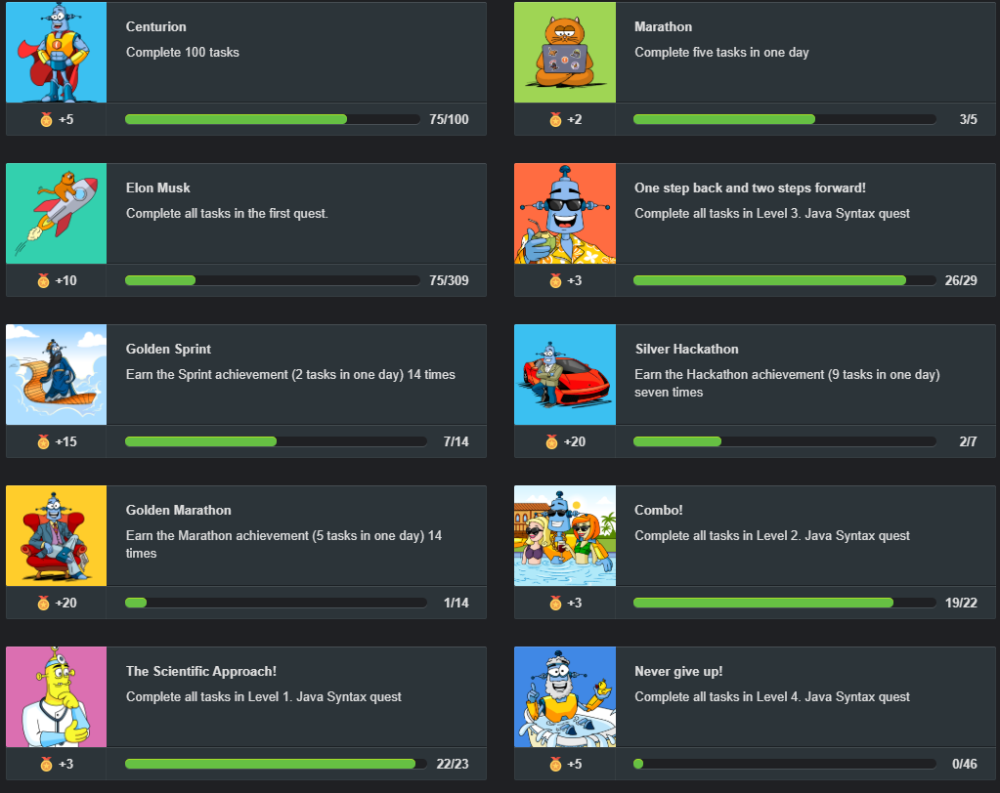 Centurion
Complete 100 tasks
+5
75/100
Marathon
Complete five tasks in one day
+2
3/5
Elon Musk
Complete all tasks in the first quest.
+10
75/309
One step back and two steps forward!
Complete all tasks in Level 3. Java Syntax quest
+3
26/29
Golden Sprint
Earn the Sprint achievement (2 tasks in one day) 14 times
+15
7/14
Silver Hackathon
Earn the Hackathon achievement (9 tasks in one day)
seven times
+20
2/7
Golden Marathon
Earn the Marathon achievement (5 tasks in one day) 14
times
+20
1/14
Combo!
Complete all tasks in Level 2. Java Syntax quest
+3
19/22
The Scientific Approach!
Complete all tasks in Level 1. Java Syntax quest
+3
22/23
Never give up!
Complete all tasks in Level 4. Java Syntax quest
+5
0/46